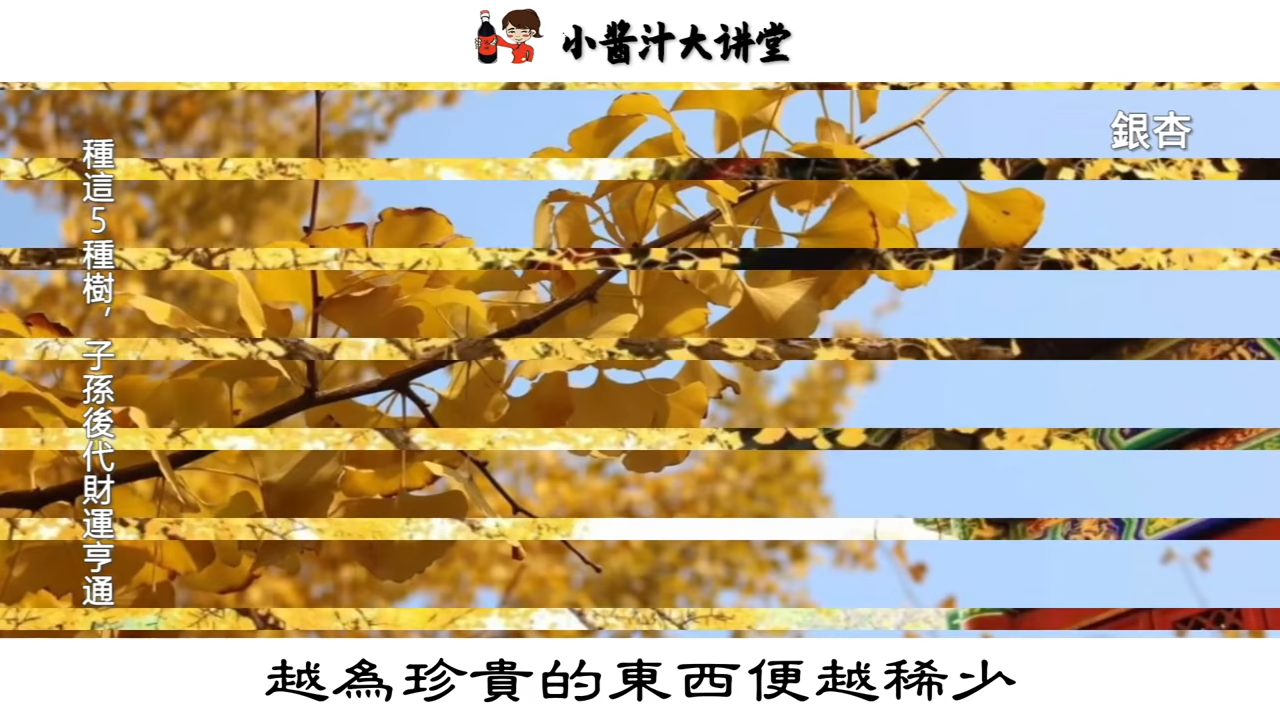 小醬汁大讲堂
銀杏
種這5種樹，子孫後代財運亨通
越為珍貴的東西便越稀少